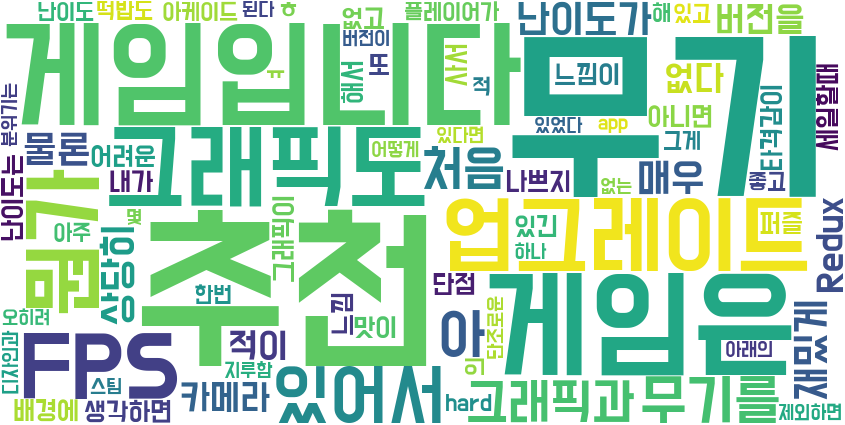 난이도 떡밥도 아케이드 된다 ㅎ 없고 플레이어가 난이도가 해 있고 버전을
게임입니다 버전이 또 해서 ㅠ 사서 적 무기 느낌이 없다 타격감이 세일할때
분위기는 난이도는 물론 어려운 내가 그래픽도 어떻게 있다면 처음 나쁘지 있었다 app 아니면 그게 없는 매우 좋고
뭔가 아주 몇 상당히 추천 그래픽이 한번 느낌 맛이 업그레이드 있긴 하나 퍼즐 Redux
오히려 디자인과 FPS 스팀 적이 지루함 단점 아 단조로운 의 게임은 아래의 재밌게
배경에 생각하면 카메라 있어서 hard 그래픽과 무기를 제외하면